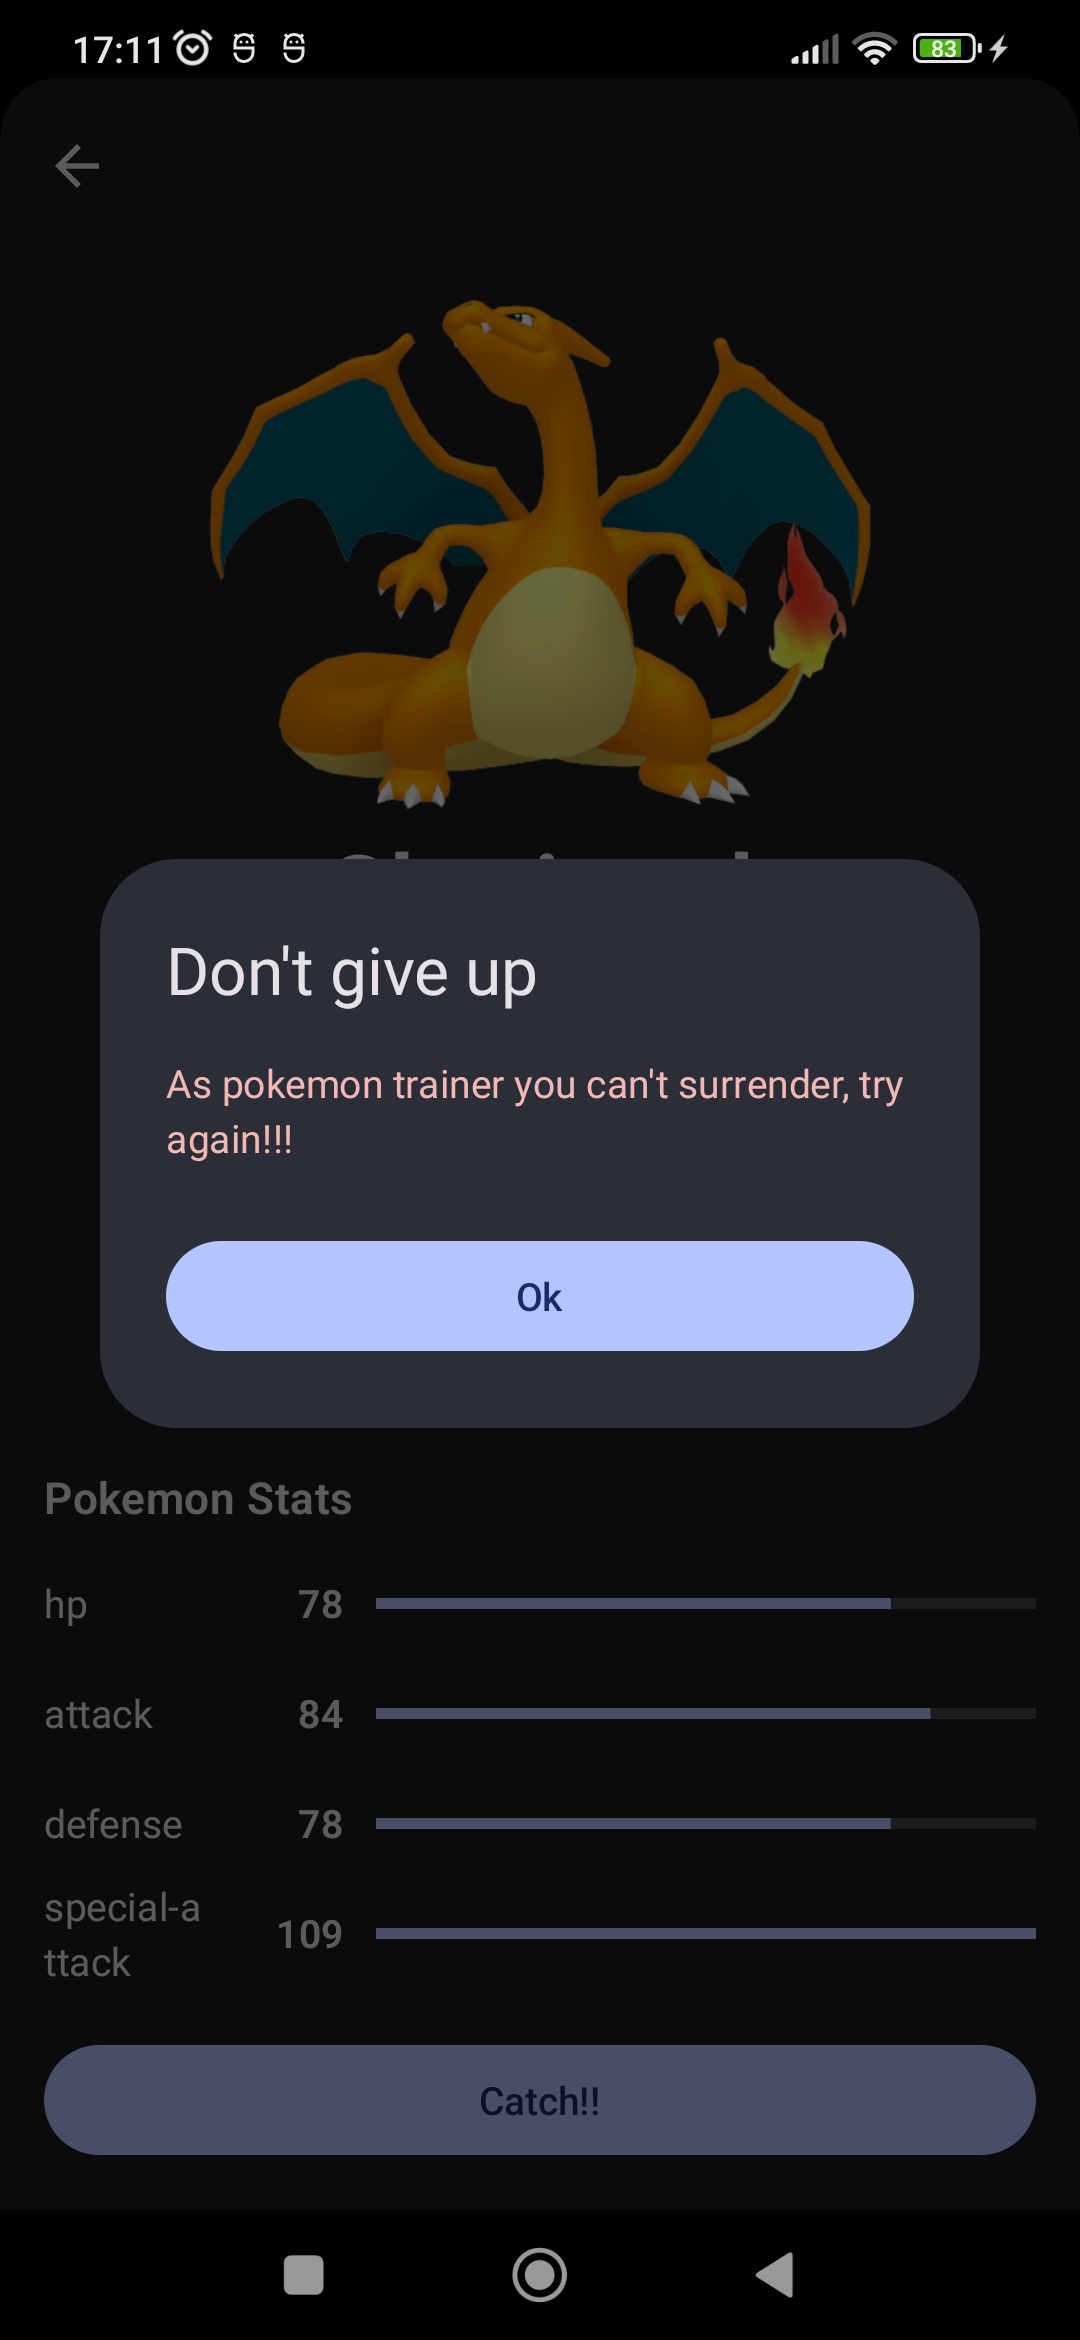 17:11
83
Don't give up
As pokemon trainer you can't surrender, try
again!!!
Ok
Pokemon Stats
hp 78
attack 84
defense 78
special-a
ttack 109
Catch!!